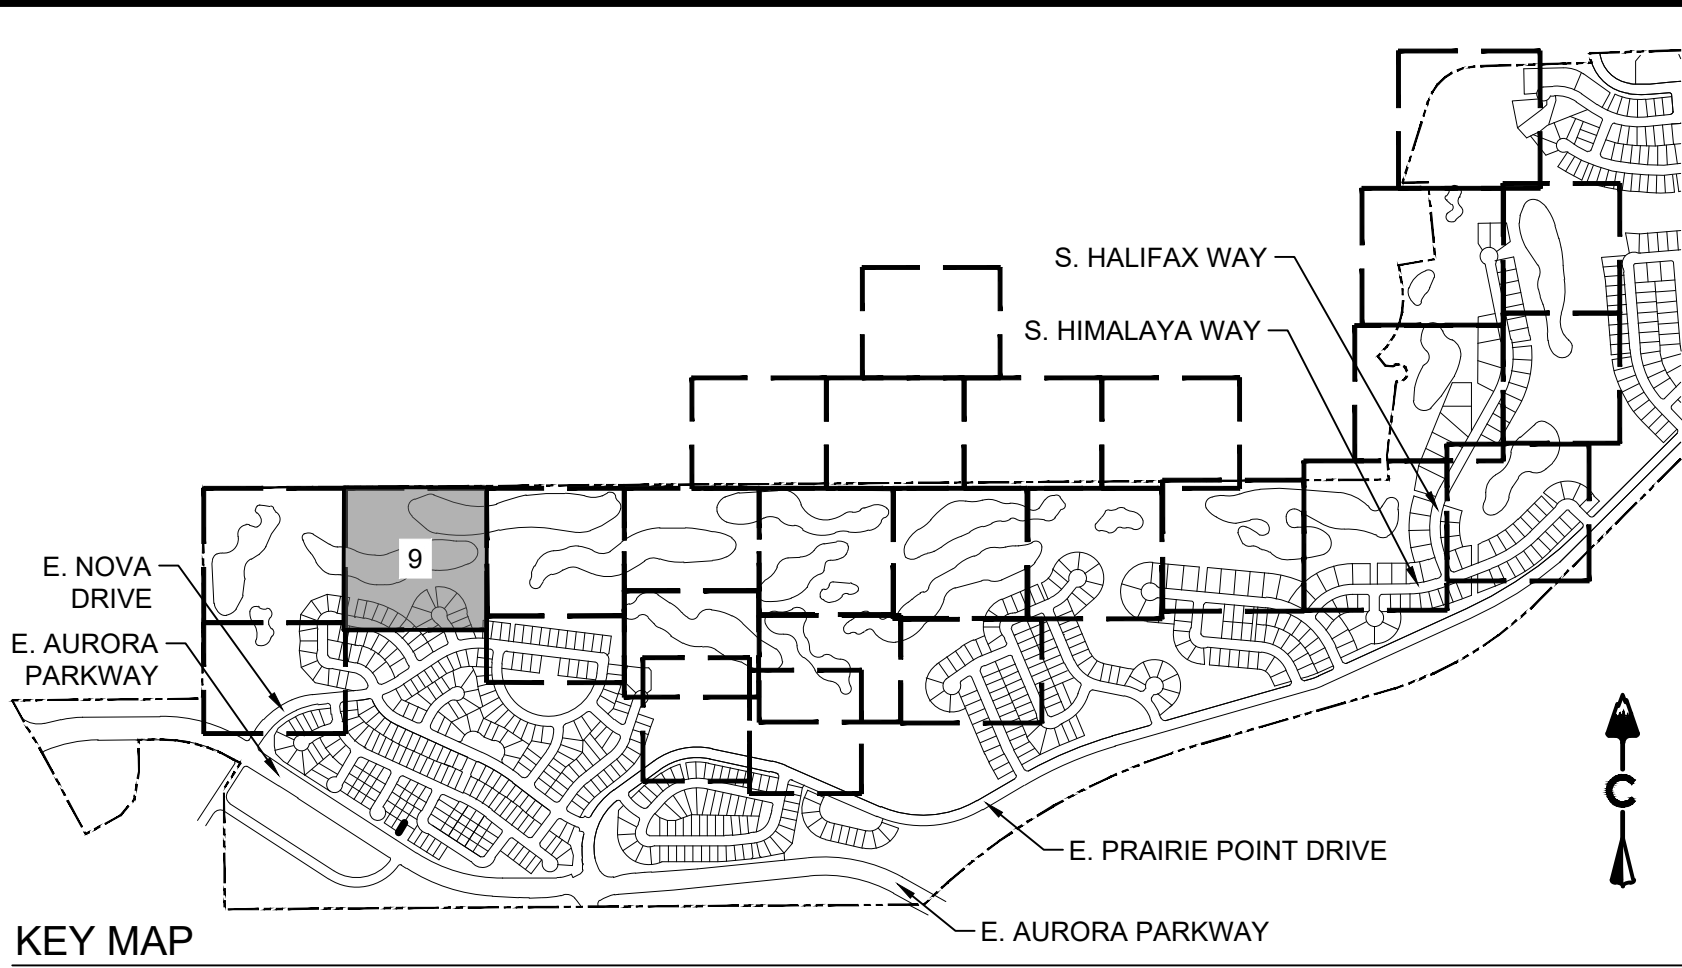 S. HALIFAX WAY
S. HIMALAYA WAY
9
E. NOVA
DRIVE
E. AURORA
PARKWAY
C
E. PRAIRIE POINT DRIVE
E. AURORA PARKWAY
KEY MAP